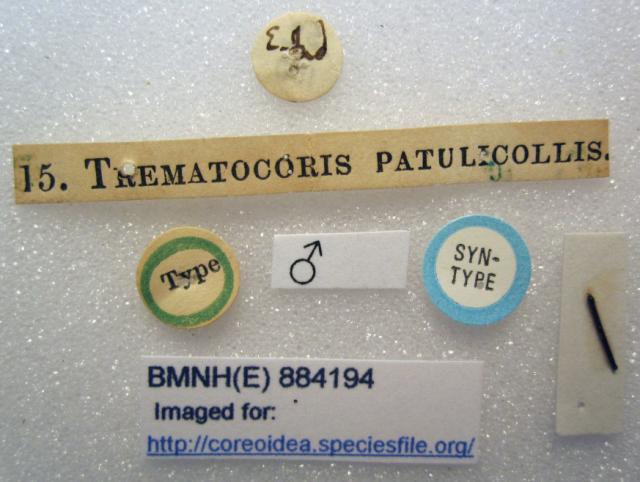 15. TREMATOCORIS PATULICOLLIS.
Type
♂
SYN-
TYPE
BMNH(E) 884194
Imaged for:
http://coreoidea.speciesfile.org/